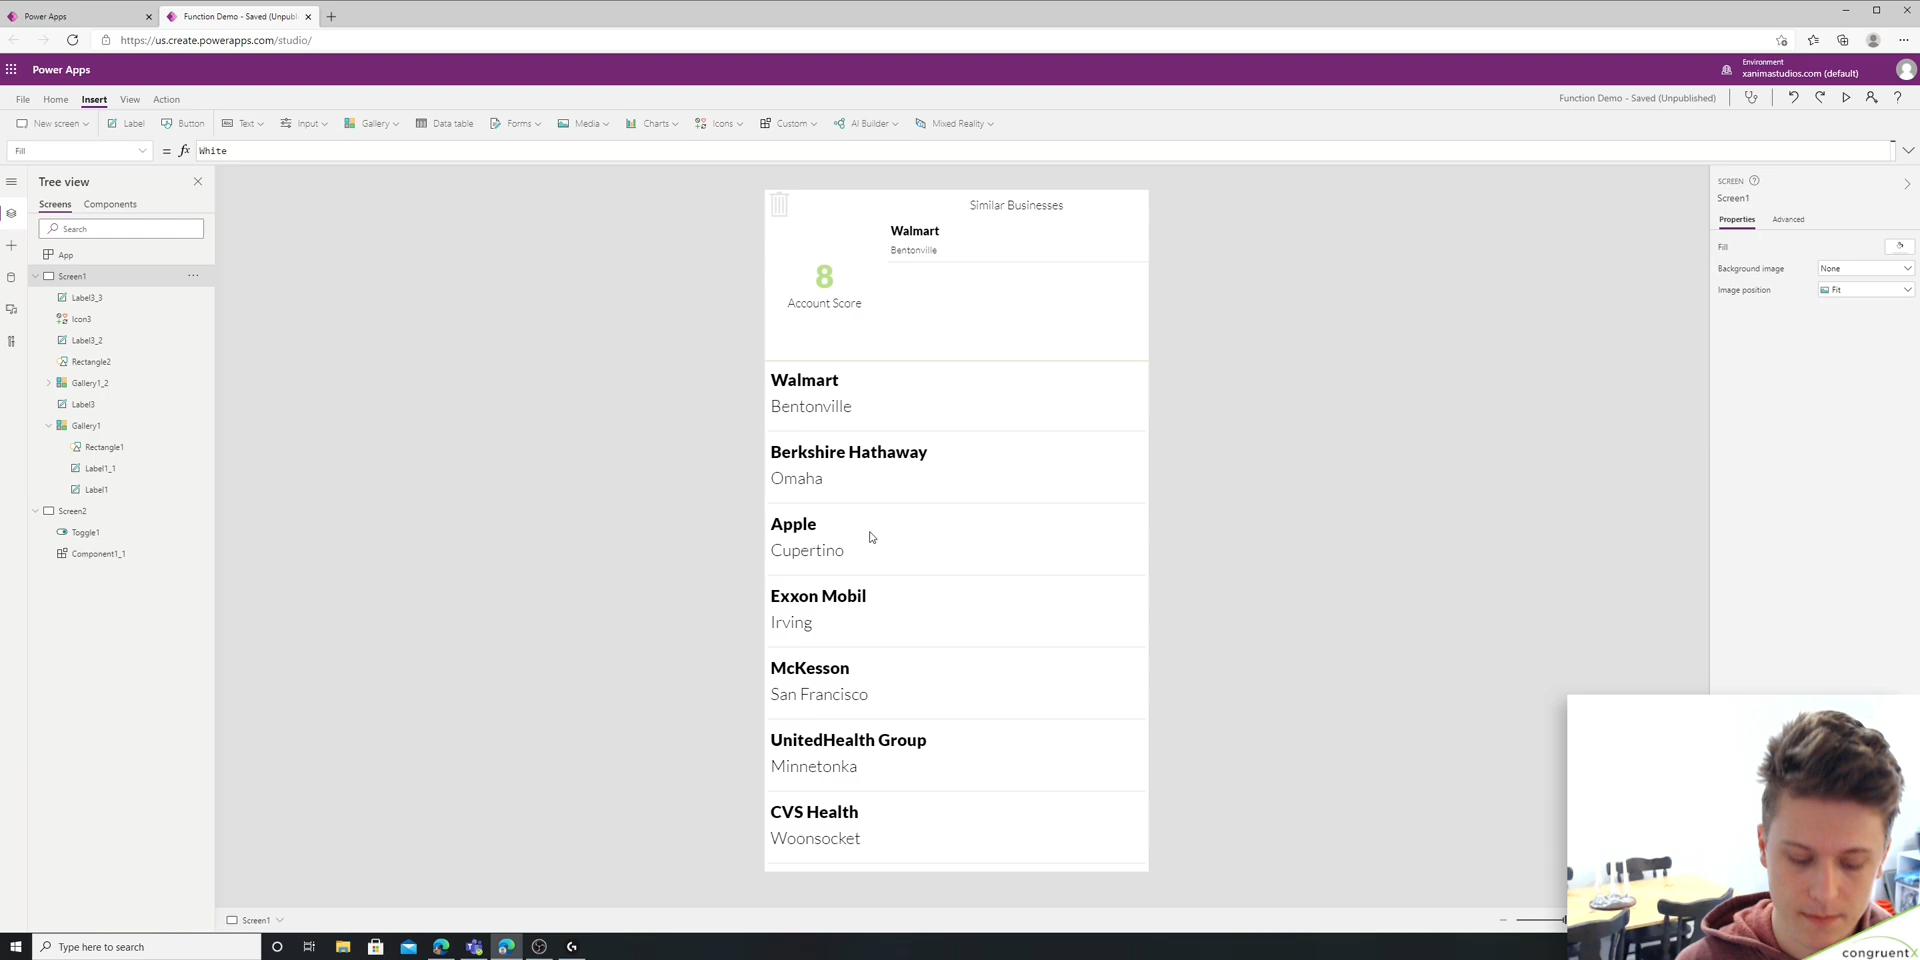 Power Apps
Function Demo - Saved (Unpubl
https://us.create.powerapps.com/studio/
Power Apps
Environment
xanimastudios.com (default)
File
Home
Insert
View
Action
Function Demo - Saved (Unpublished)
New screen
Label
Button
Text
Input
Gallery
Data table
Forms
Media
Charts
Icons
Custom
AI Builder
Mixed Reality
Fill
= fx White
Tree view
Screens
Components
Search
App
Screen1
Label3_3
Icon3
Label3_2
Rectangle2
Gallery1_2
Label3
Gallery1
Rectangle1
Label1_1
Label1
Screen2
Toggle1
Component1_1
Similar Businesses
Walmart
Bentonville
8
Account Score
Walmart
Bentonville
Berkshire Hathaway
Omaha
Apple
Cupertino
Exxon Mobil
Irving
McKesson
San Francisco
UnitedHealth Group
Minnetonka
CVS Health
Woonsocket
SCREEN
Screen1
Properties
Advanced
Fill
Background image
None
Image position
Fit
Screen1
congruentX
Type here to search